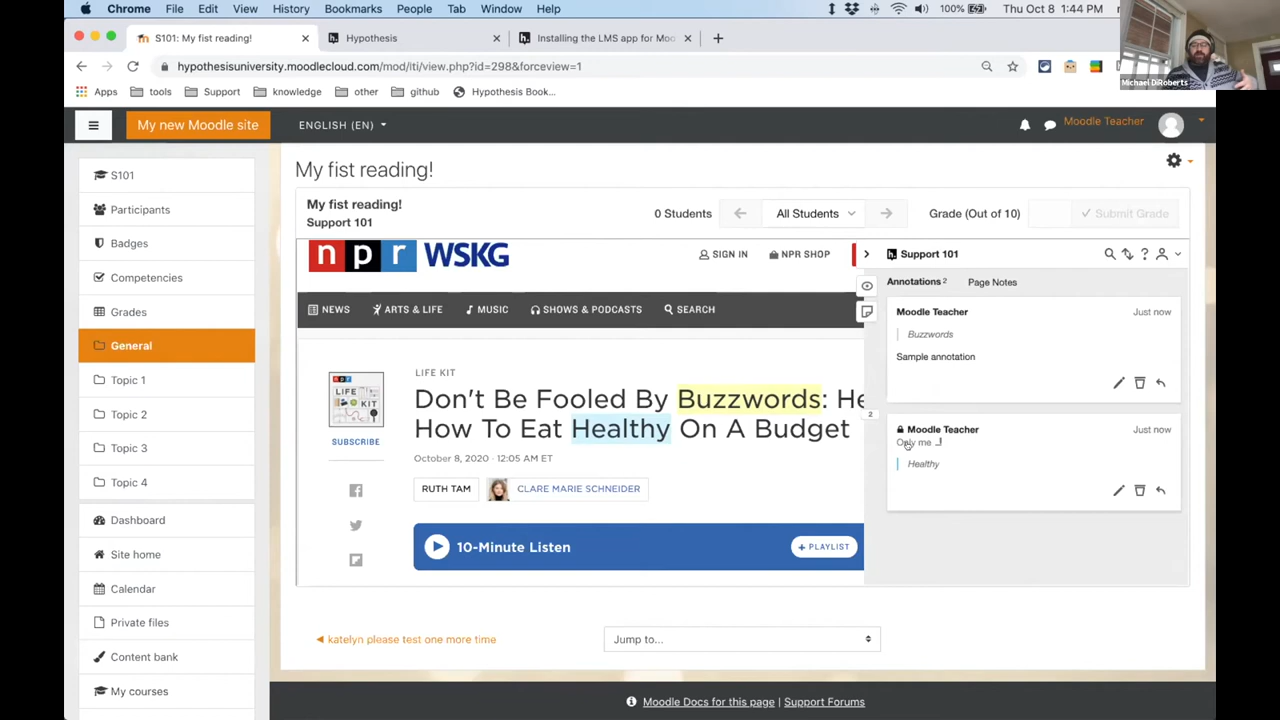 Chrome File Edit View History Bookmarks People Tab Window Help 100% Thu Oct 8 1:44 PM
S101: My fist reading! Hypothesis Installing the LMS app for Moo
hypothesisuniversity.moodlecloud.com/mod/lti/view.php?id=298&forceview=1
Michael DiRoberts
Apps tools Support knowledge other github Hypothesis Book...
My new Moodle site ENGLISH (EN) Moodle Teacher
S101
Participants
Badges
Competencies
Grades
General
Topic 1
Topic 2
Topic 3
Topic 4
Dashboard
Site home
Calendar
Private files
Content bank
My courses
My fist reading!
My fist reading!
Support 101
0 Students All Students Grade (Out of 10) Submit Grade
npr WSKG SIGN IN NPR SHOP
NEWS ARTS & LIFE MUSIC SHOWS & PODCASTS SEARCH
npr
LIFE
KIT
SUBSCRIBE
LIFE KIT
Don't Be Fooled By Buzzwords: He
How To Eat Healthy On A Budget
October 8, 2020 · 12:05 AM ET
RUTH TAM CLARE MARIE SCHNEIDER
10-Minute Listen + PLAYLIST
Support 101
Annotations 2 Page Notes
Moodle Teacher Just now
Buzzwords
Sample annotation
2
Moodle Teacher Just now
Only me
Healthy
katelyn please test one more time
Jump to...
Moodle Docs for this page | Support Forums